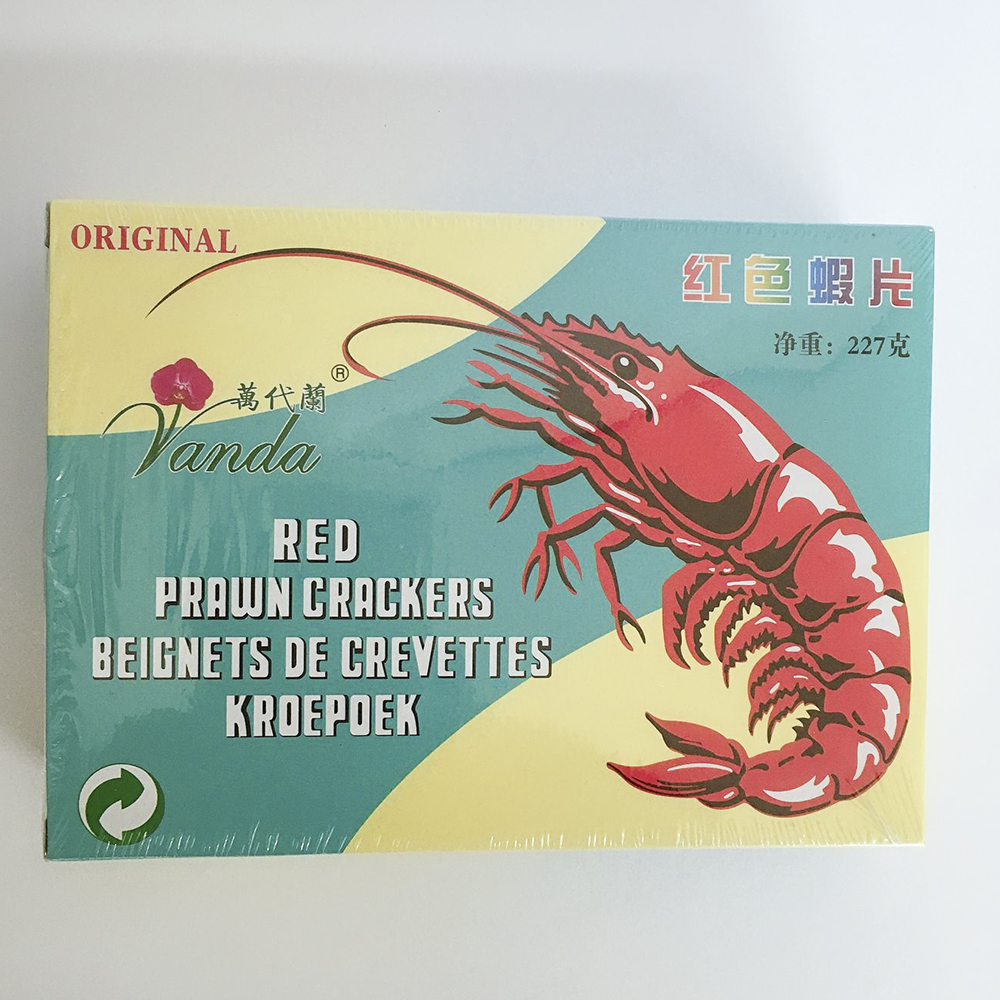 ORIGINAL
红色蝦片
净重：227克
萬代蘭®
Vanda
RED
PRAWN CRACKERS
BEIGNETS DE CREVETTES
KROEPOEK